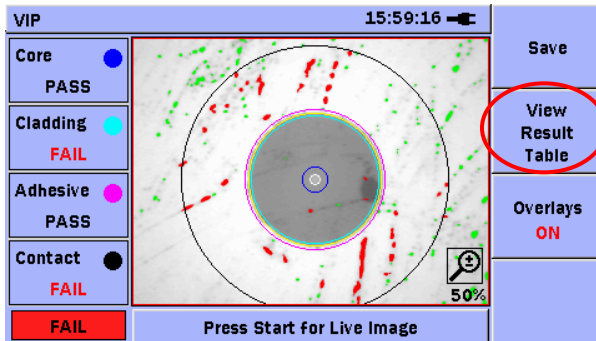 VIP
15:59:16
Core
PASS
Cladding
FAIL
Adhesive
PASS
Contact
FAIL
FAIL
50%
Press Start for Live Image
Save
View
Result
Table
Overlays
ON